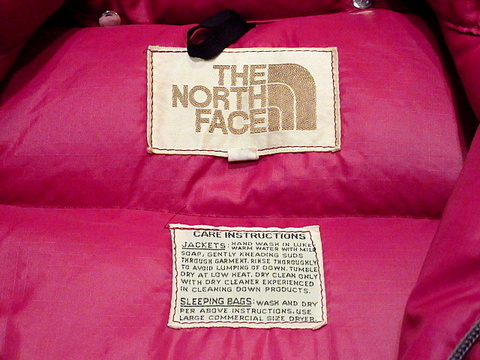 THE
NORTH
FACE
CARE INSTRUCTIONS
JACKETS: HAND WASH IN LUKE
WARM WATER WITH MILD
SOAP, GENTLY KNEADING SUDS
THROUGH GARMENT. RINSE THOROUGHLY
TO AVOID LUMPING OF DOWN. TUMBLE
DRY AT LOW HEAT. DRY CLEAN ONLY
WITH DRY CLEANER EXPERIENCED
IN CLEANING DOWN PRODUCTS.
SLEEPING BAGS: WASH AND DRY
PER ABOVE INSTRUCTIONS. USE
LARGE COMMERCIAL SIZE DRYER.